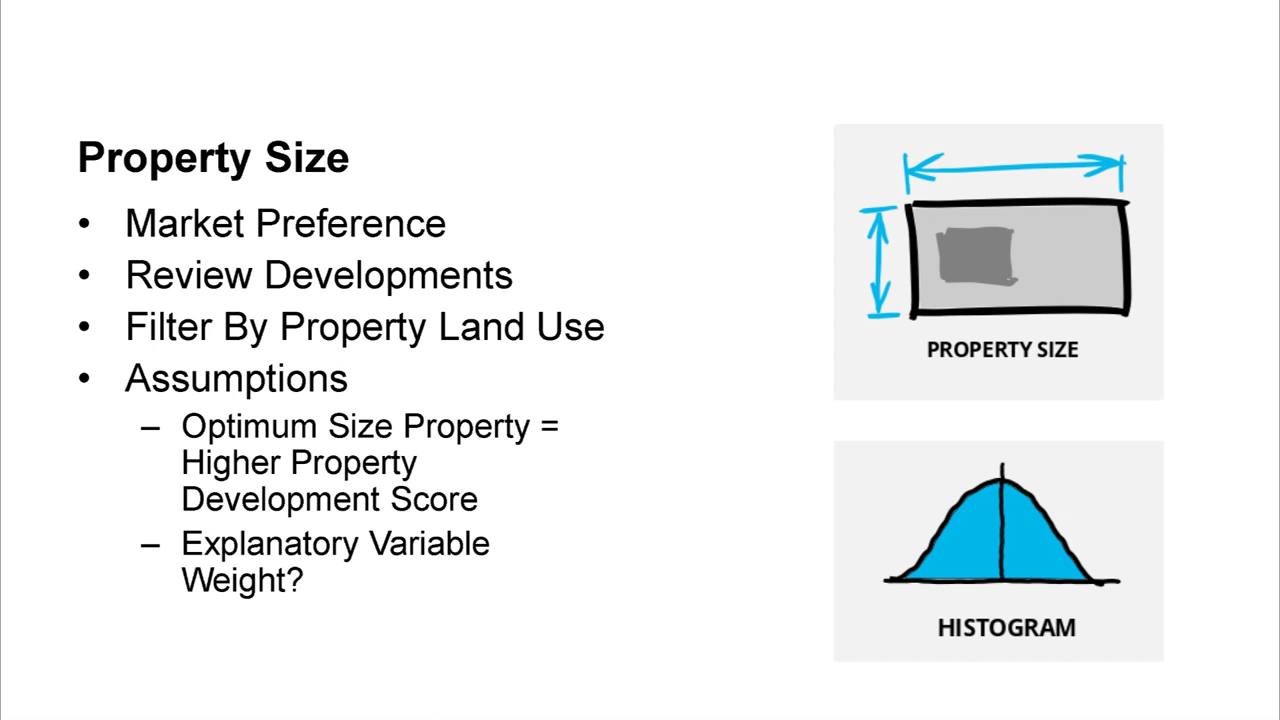 Property Size
• Market Preference
• Review Developments
• Filter By Property Land Use
• Assumptions
– Optimum Size Property =
Higher Property
Development Score
– Explanatory Variable
Weight?
PROPERTY SIZE
HISTOGRAM